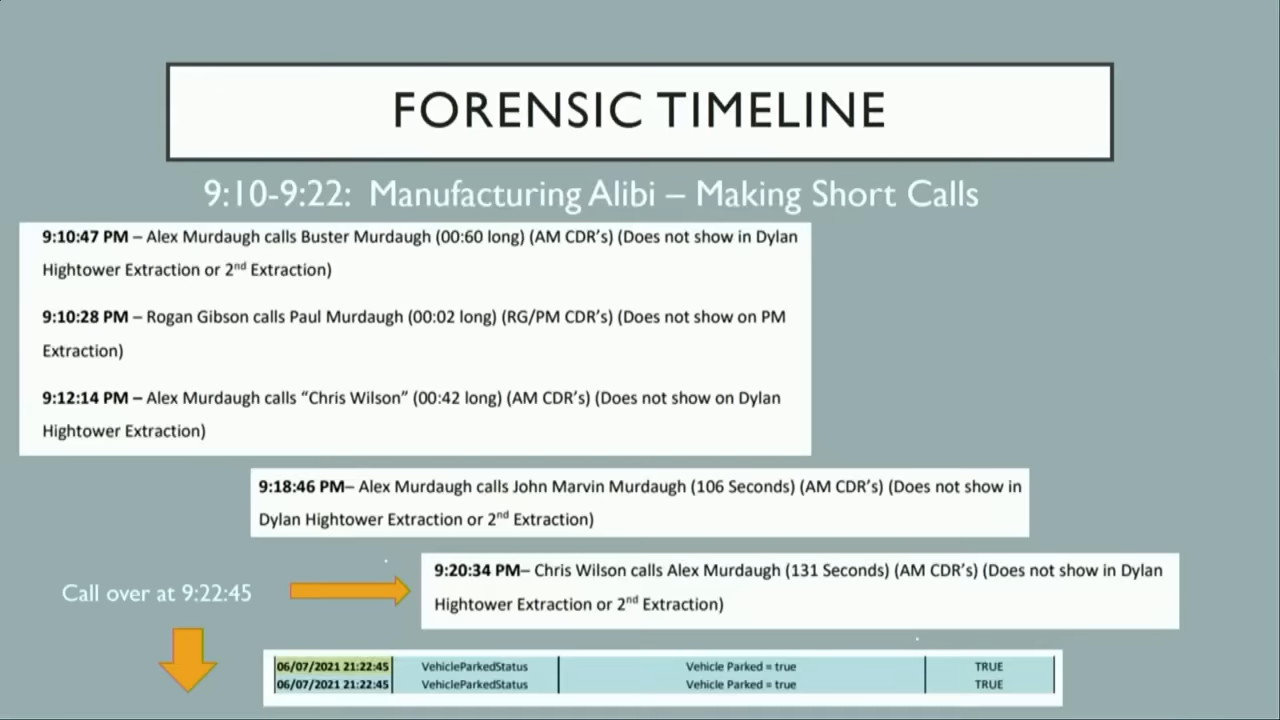 FORENSIC TIMELINE
9:10-9:22: Manufacturing Alibi – Making Short Calls
9:10:47 PM – Alex Murdaugh calls Buster Murdaugh (00:60 long) (AM CDR's) (Does not show in Dylan
Hightower Extraction or 2nd Extraction)
9:10:28 PM – Rogan Gibson calls Paul Murdaugh (00:02 long) (RG/PM CDR's) (Does not show on PM
Extraction)
9:12:14 PM – Alex Murdaugh calls “Chris Wilson” (00:42 long) (AM CDR's) (Does not show on Dylan
Hightower Extraction)
9:18:46 PM– Alex Murdaugh calls John Marvin Murdaugh (106 Seconds) (AM CDR's) (Does not show in
Dylan Hightower Extraction or 2nd Extraction)
Call over at 9:22:45
9:20:34 PM– Chris Wilson calls Alex Murdaugh (131 Seconds) (AM CDR's) (Does not show in Dylan
Hightower Extraction or 2nd Extraction)
06/07/2021 21:22:45 VehicleParkedStatus Vehicle Parked = true TRUE
06/07/2021 21:22:45 VehicleParkedStatus Vehicle Parked = true TRUE